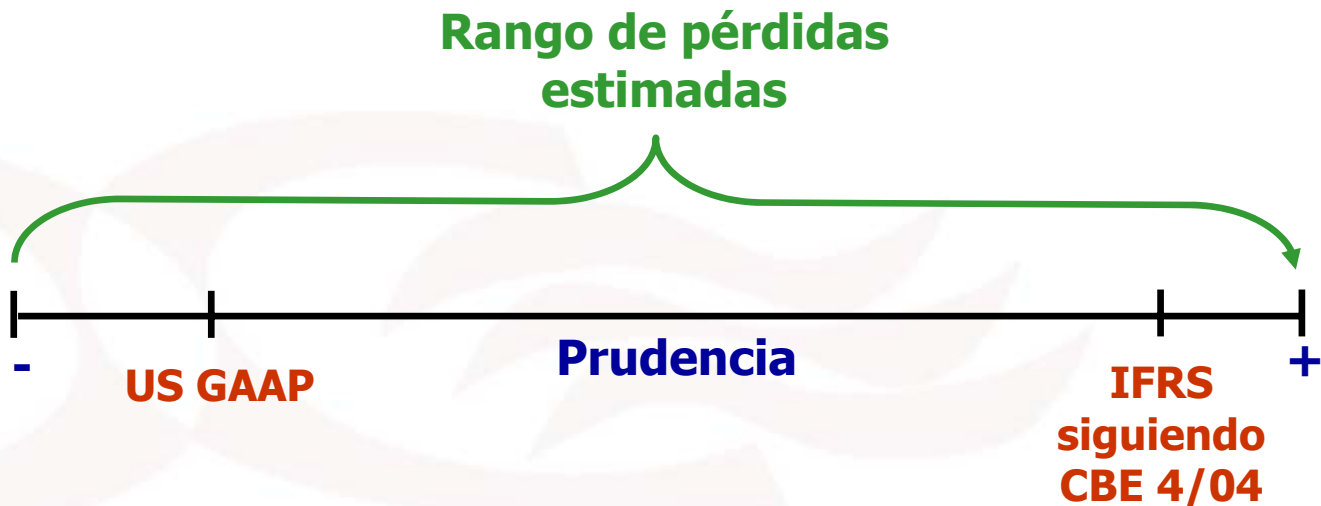 Rango de pérdidas
estimadas
-
US GAAP
Prudencia
+
IFRS
siguiendo
CBE 4/04